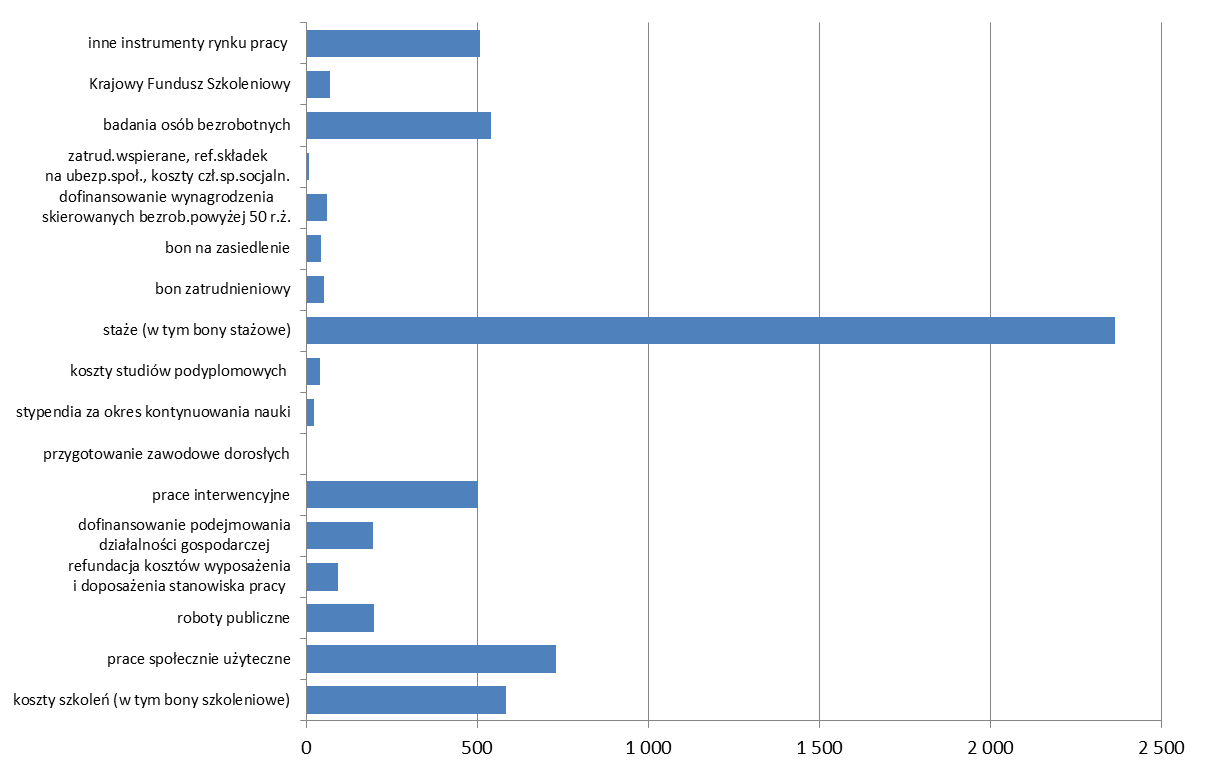 inne instrumenty rynku pracy
Krajowy Fundusz Szkoleniowy
badania osób bezrobotnych
zatrud.wspierane, ref.składek
na ubezp.społ., koszty czł.sp.socjaln.
dofinansowanie wynagrodzenia
skierowanych bezrob.powyżej 50 r.ż.
bon na zasiedlenie
bon zatrudnieniowy
staże (w tym bony stażowe)
koszty studiów podyplomowych
stypendia za okres kontynuowania nauki
przygotowanie zawodowe dorosłych
prace interwencyjne
dofinansowanie podejmowania
działalności gospodarczej
refundacja kosztów wyposażenia
i doposażenia stanowiska pracy
roboty publiczne
prace społecznie użyteczne
koszty szkoleń (w tym bony szkoleniowe)
0 500 1 000 1 500 2 000 2 500